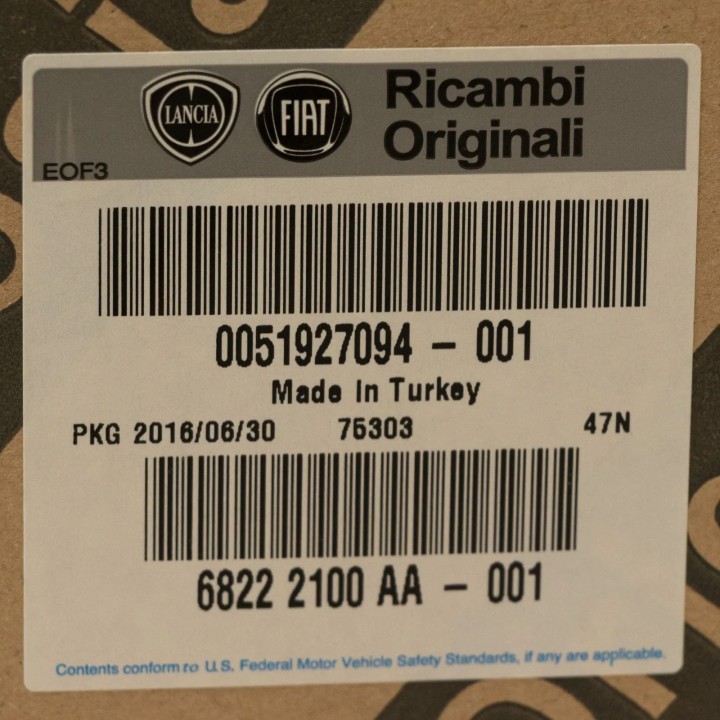 LANCIA
FIAT
Ricambi
Originali
EOF3
0051927094 - 001
Made In Turkey
PKG 2016/06/30 75303 47N
6822 2100 AA - 001
Contents conform to U.S. Federal Motor Vehicle Safety Standards, if any are applicable.